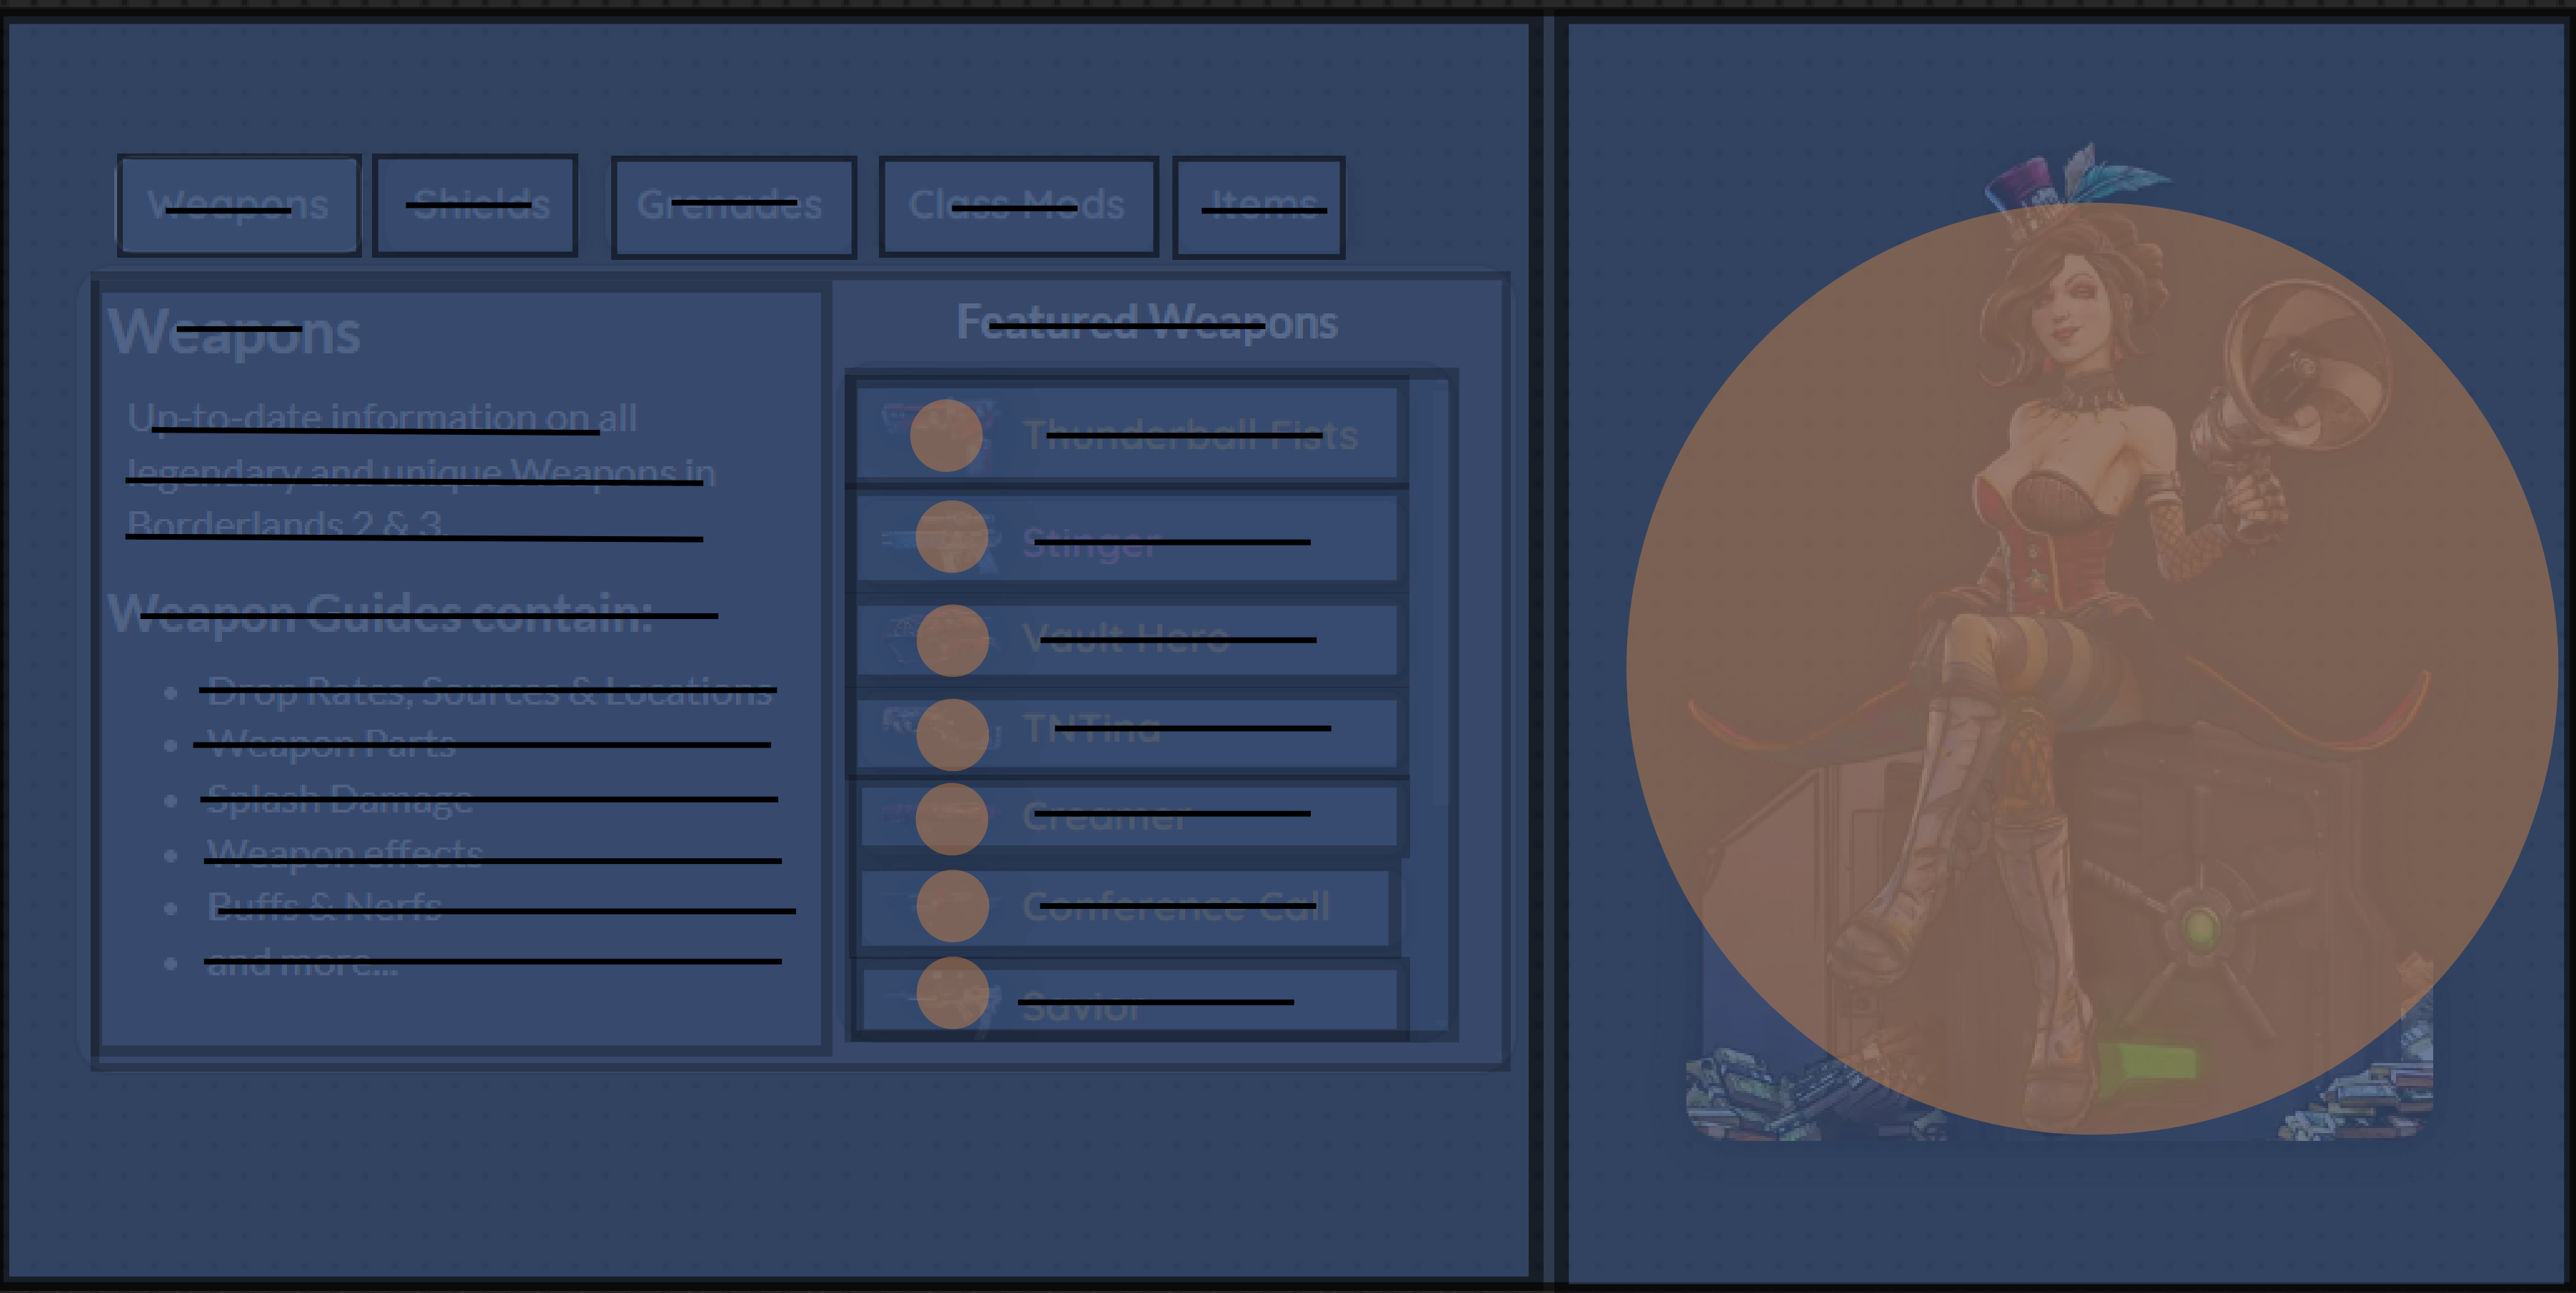 Weapons
Shields
Grenades
Class Mods
Items
Weapons
Up-to-date information on all
legendary and unique Weapons in
Borderlands 2 & 3.
Weapon Guides contain:
Drop Rates, Sources & Locations
Weapon Parts
Splash Damage
Weapon effects
Buffs & Nerfs
and more...
Featured Weapons
Thunderball Fists
Stinger
Vault Hero
TNTina
Creamer
Conference Call
Savior